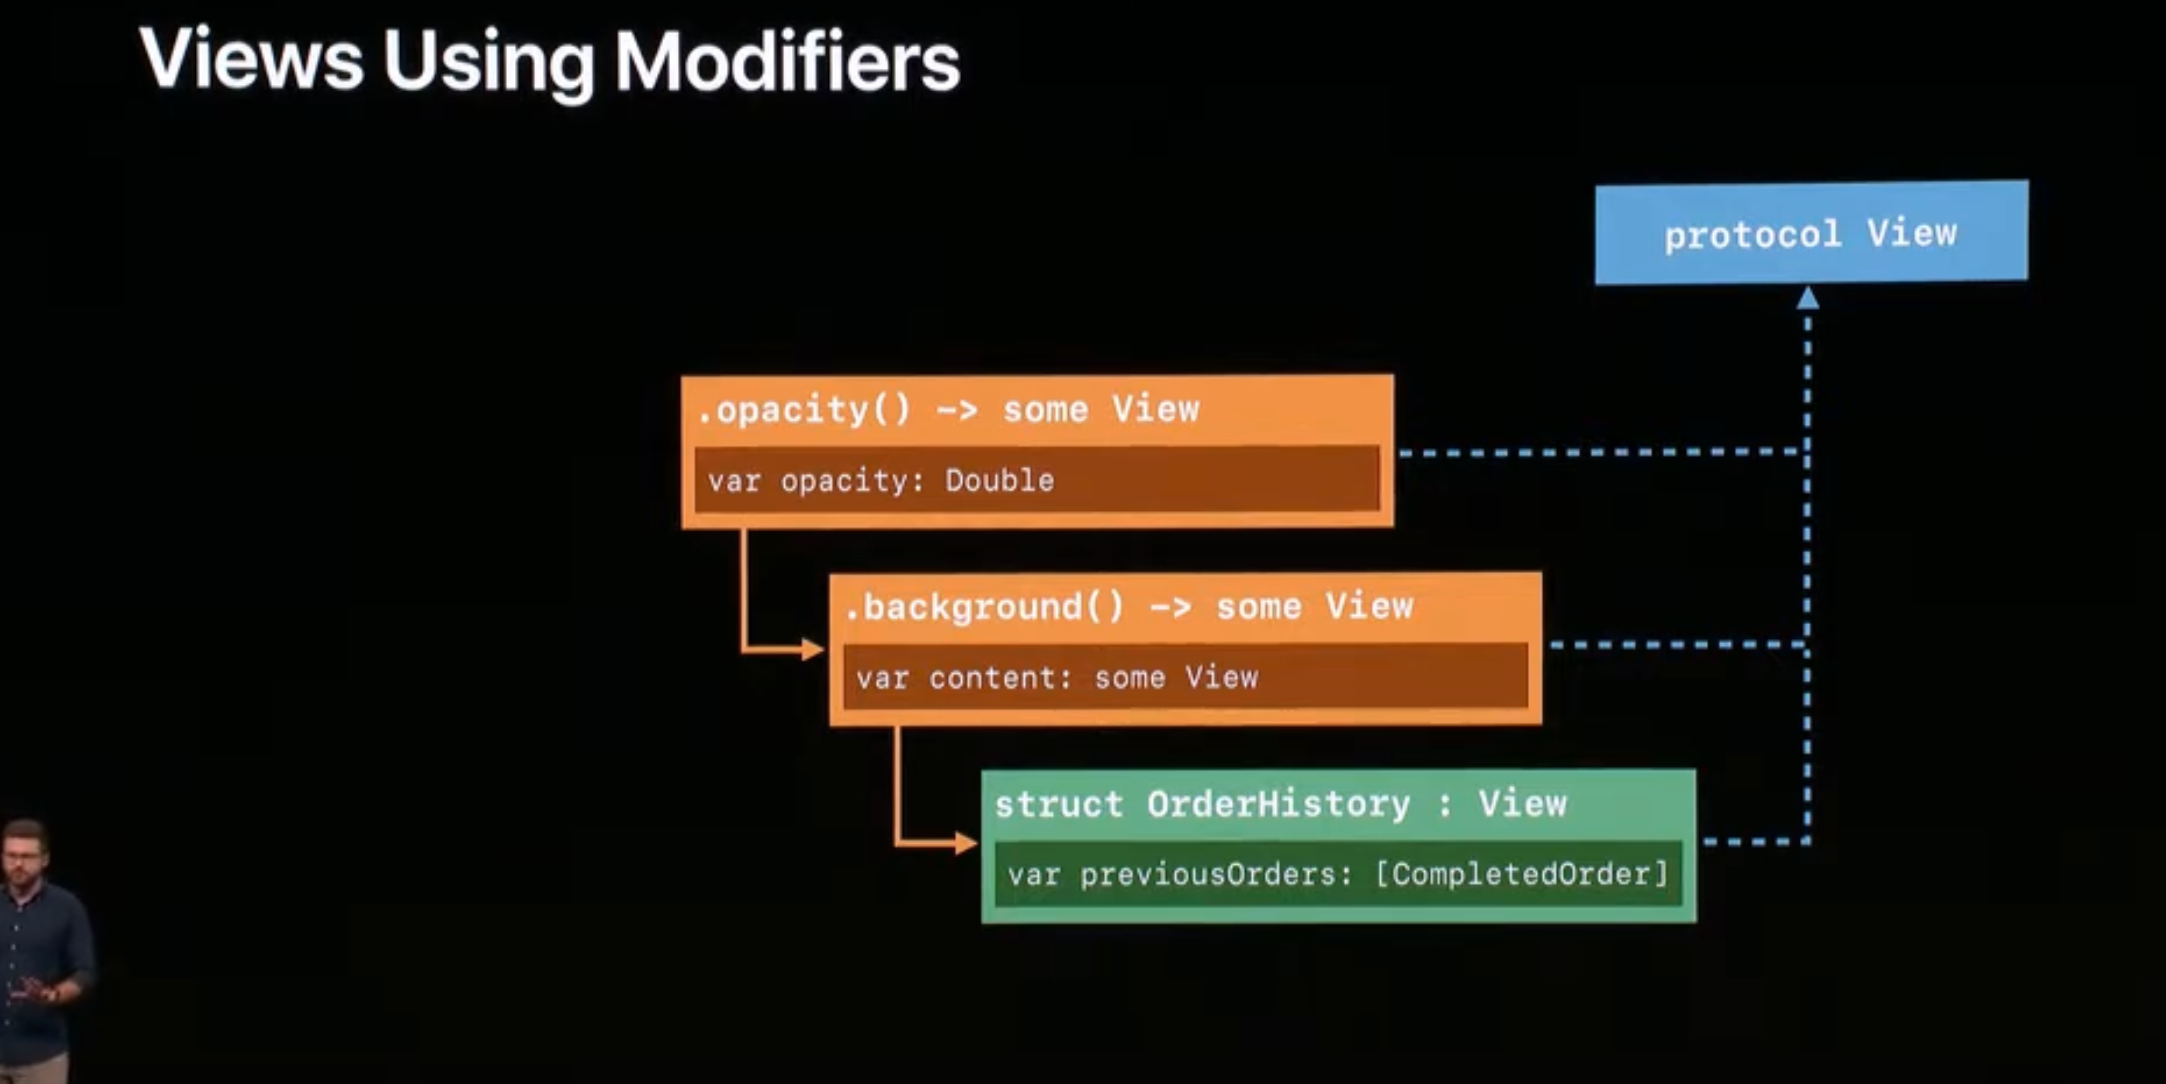 Views Using Modifiers
protocol View
.opacity() -> some View
var opacity: Double
.background() -> some View
var content: some View
struct OrderHistory : View
var previousOrders: [CompletedOrder]